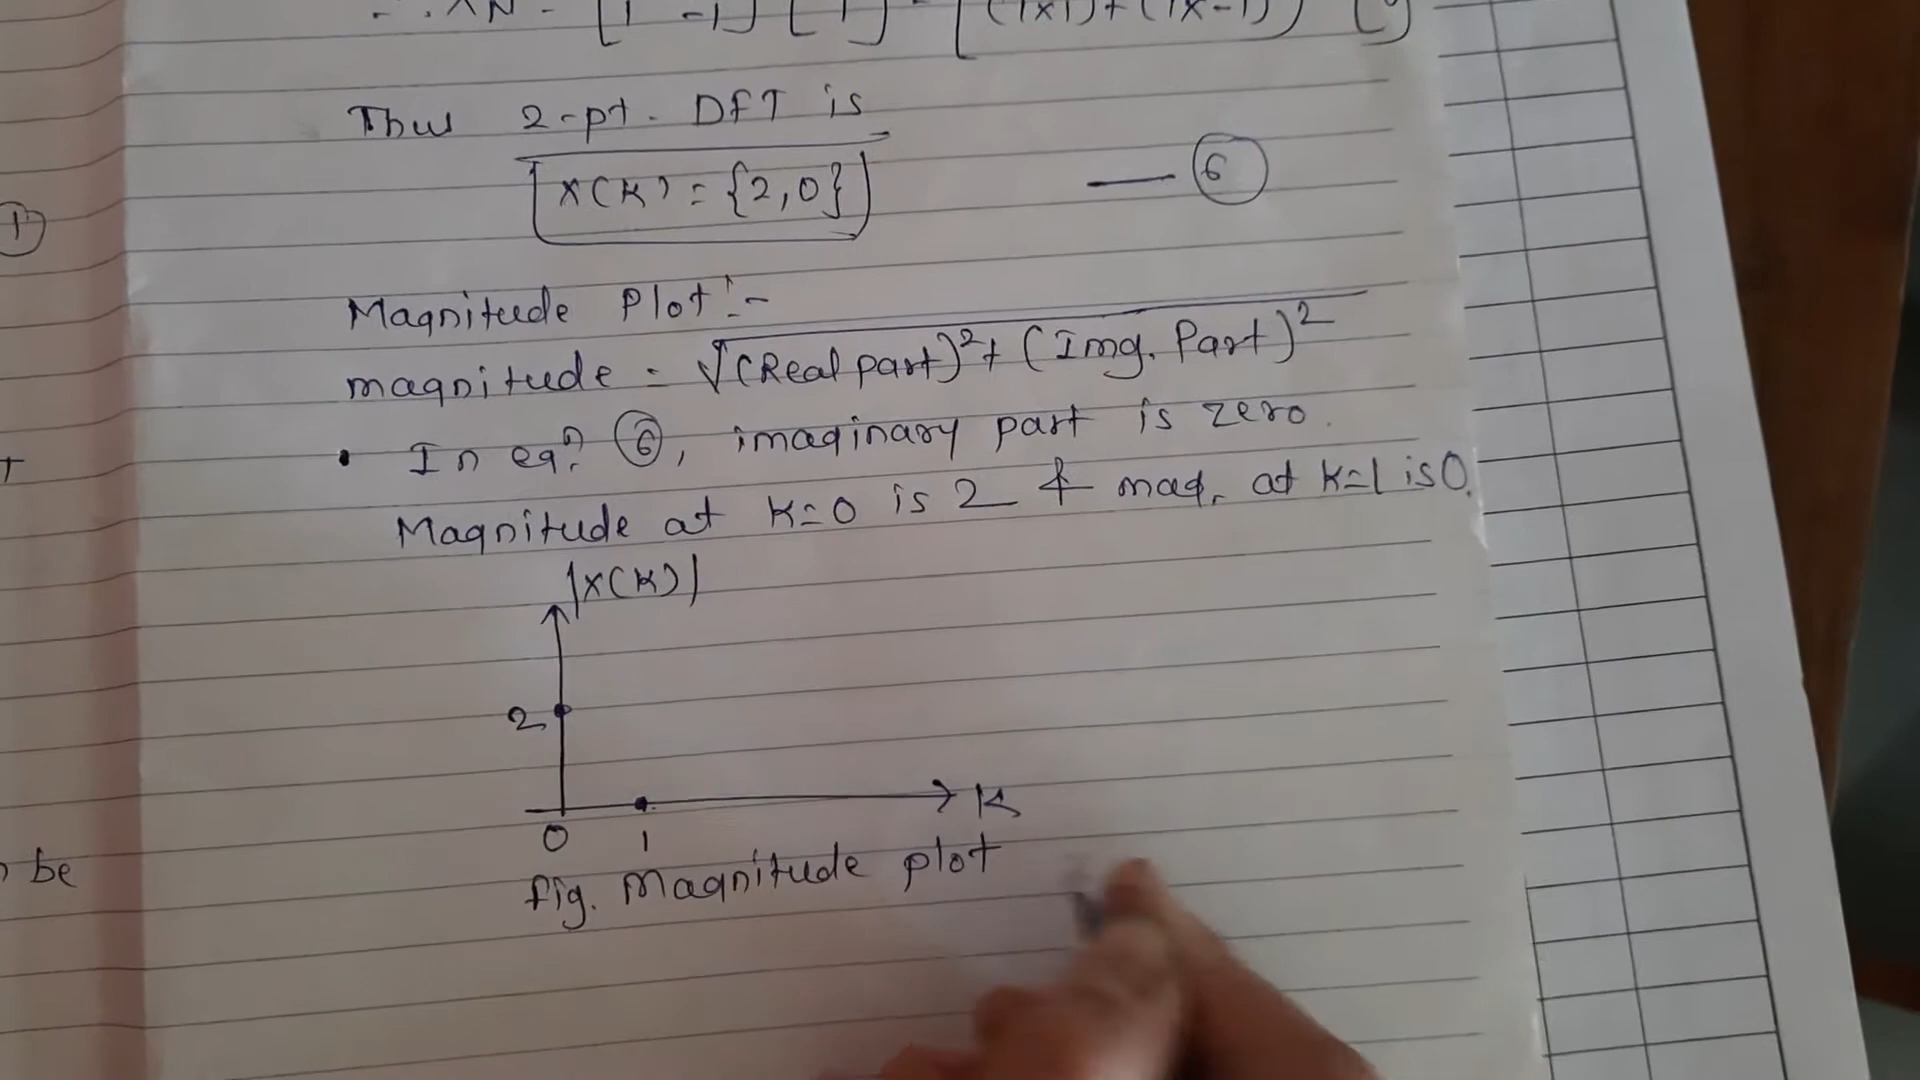 Thus 2-pt. DFT is
X(K) = {2,0} — 6
1
Magnitude Plot :-
magnitude = √(Real part)² + (Img. Part)²
• In eqn 6, imaginary part is zero.
Magnitude at K=0 is 2 & mag. at K=1 is 0.
|X(K)|
2
K
0 1
be
fig. Magnitude plot